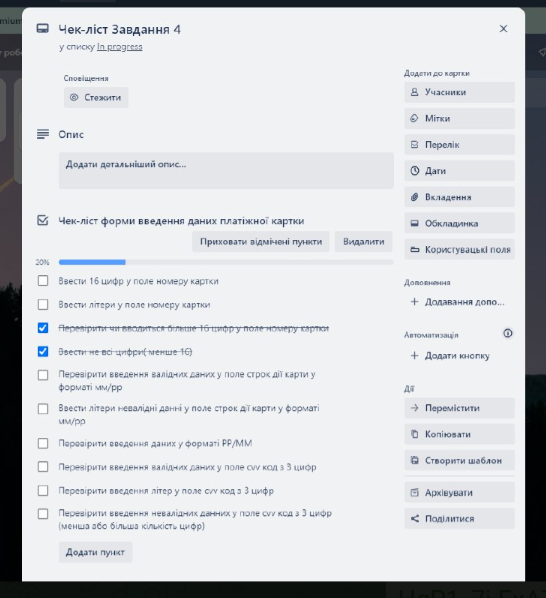 Чек-ліст Завдання 4
у списку In progress
Сповіщення
Стежити
Опис
Додати детальніший опис...
Чек-ліст форми введення даних платіжної картки
Приховати відмічені пункти
Видалити
20%
Ввести 16 цифр у поле номеру картки
Ввести літери у поле номеру картки
Перевірити чи вводиться більше 16 цифр у поле номеру картки
Ввести не всі цифри( менше 16)
Перевірити введення валідних даних у поле строк дії карти у
форматі мм/рр
Ввести літери невалідні данні у поле строк дії карти у форматі
мм/рр
Перевірити введення даних у форматі РР/ММ
Перевірити введення валідних даних у поле cvv код з 3 цифр
Перевірити введення літер у поле cvv код з 3 цифр
Перевірити введення невалідних данних у поле cvv код з 3 цифр
(менша або більша кількість цифр)
Додати пункт
Додати до картки
Учасники
Мітки
Перелік
Дати
Вкладення
Обкладинка
Користувацькі поля
Доповнення
Додавання допо...
Автоматизація
Додати кнопку
Дії
Перемістити
Копіювати
Створити шаблон
Архівувати
Поділитися